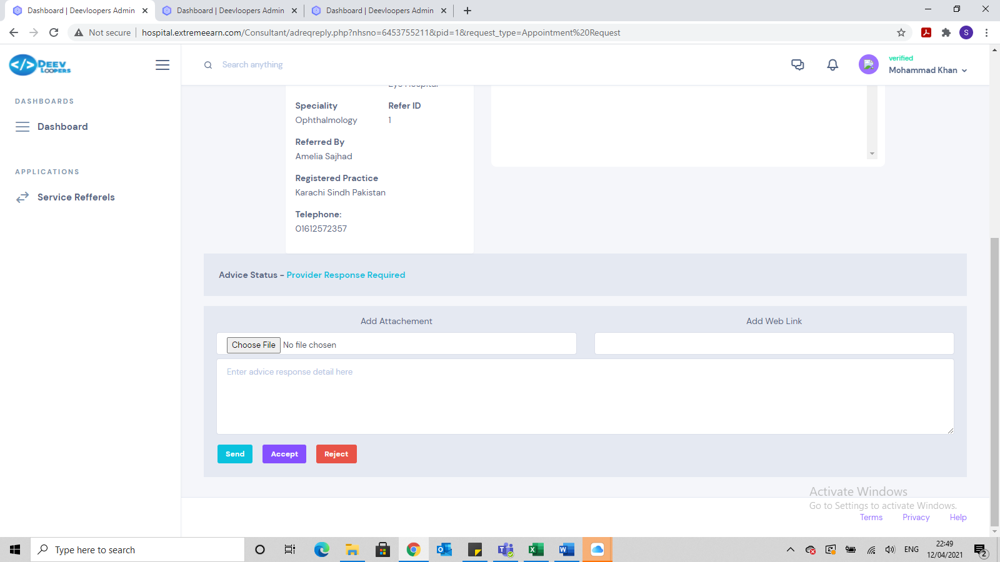 Dashboard | Deevloopers Admin
Dashboard | Deevloopers Admin
Dashboard | Deevloopers Admin
Not secure
hospital.extremeearn.com/Consultant/adreqreply.php?nhsno=6453755211&pid=1&request_type=Appointment%20Request
S
</> DEEV LOOPERS
Search anything
verified
Mohammad Khan
DASHBOARDS
Dashboard
APPLICATIONS
Service Refferels
Eye Hospital
Speciality
Refer ID
Ophthalmology
1
Referred By
Amelia Sajhad
Registered Practice
Karachi Sindh Pakistan
Telephone:
01612572357
Advice Status - Provider Response Required
Add Attachement
Add Web Link
Choose File No file chosen
Enter advice response detail here
Send
Accept
Reject
Activate Windows
Go to Settings to activate Windows.
Terms
Privacy
Help
Type here to search
ENG
22:49
12/04/2021
2